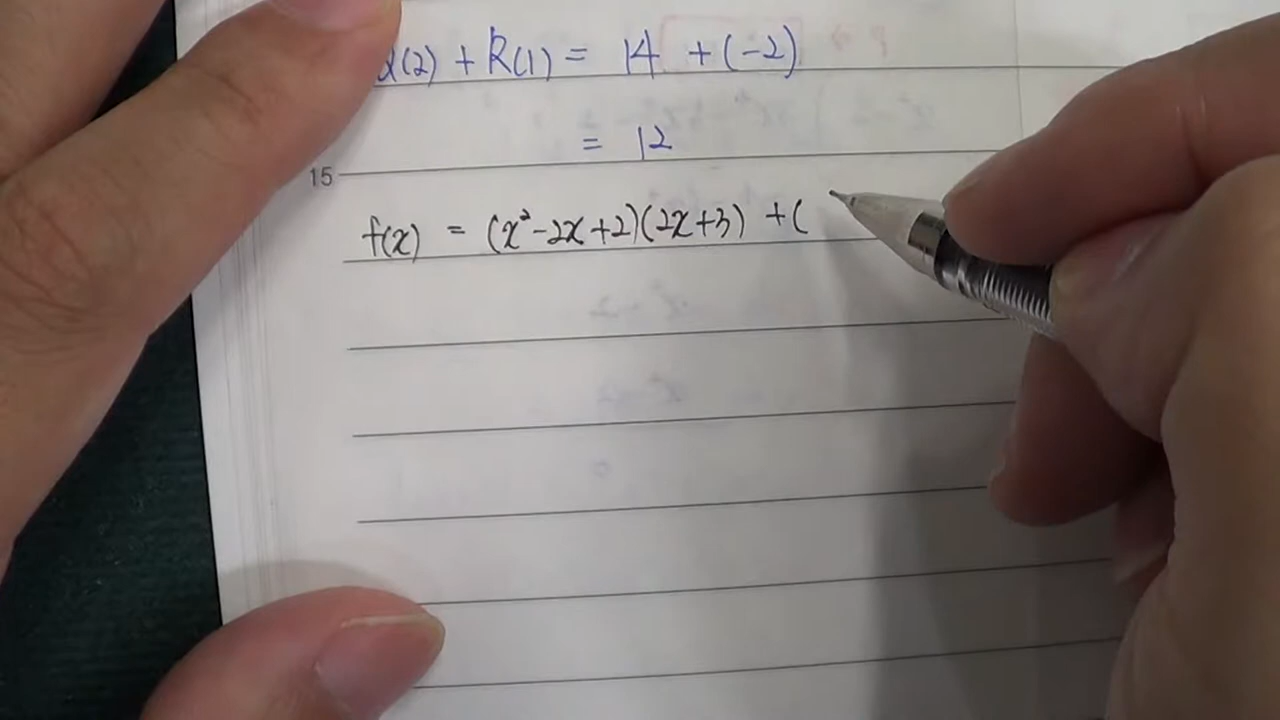 (2) + R(1) = 14 + (-2)
= 12
15
f(x) = (x²-2x+2)(2x+3) +(